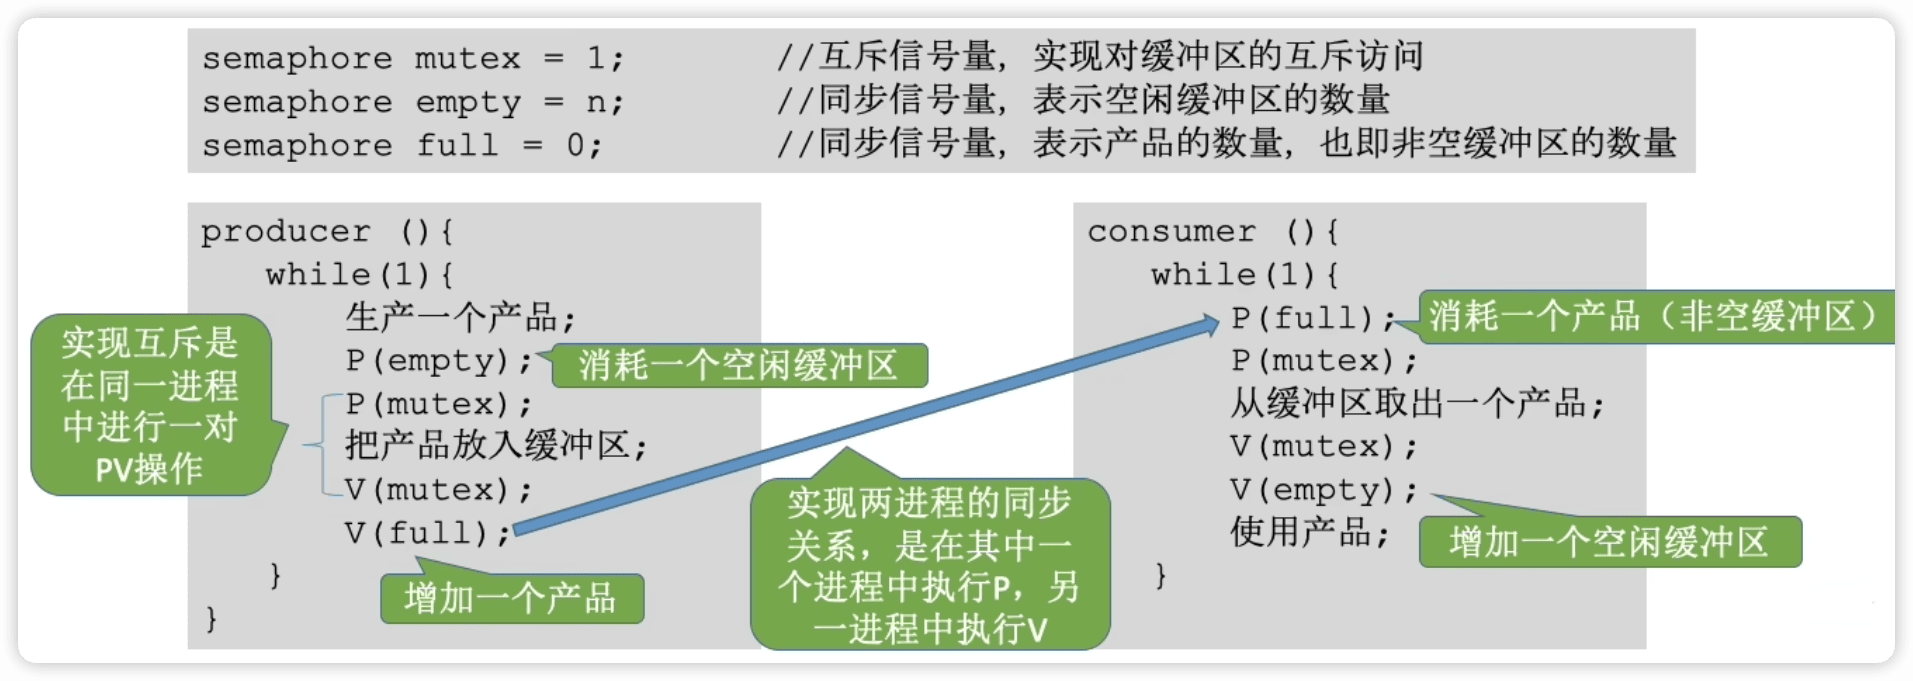 semaphore mutex = 1; //互斥信号量, 实现对缓冲区的互斥访问
semaphore empty = n; //同步信号量, 表示空闲缓冲区的数量
semaphore full = 0; //同步信号量, 表示产品的数量, 也即非空缓冲区的数量
producer (){
while(1){
生产一个产品;
P(empty);
消耗一个空闲缓冲区
P(mutex);
把产品放入缓冲区;
V(mutex);
V(full);
增加一个产品
}
}
实现互斥是
在同一进程
中进行一对
PV操作
实现两进程的同步
关系，是在其中一
个进程中执行P，另
一进程中执行V
consumer (){
while(1){
P(full);
消耗一个产品（非空缓冲区）
P(mutex);
从缓冲区取出一个产品;
V(mutex);
V(empty);
增加一个空闲缓冲区
使用产品;
}